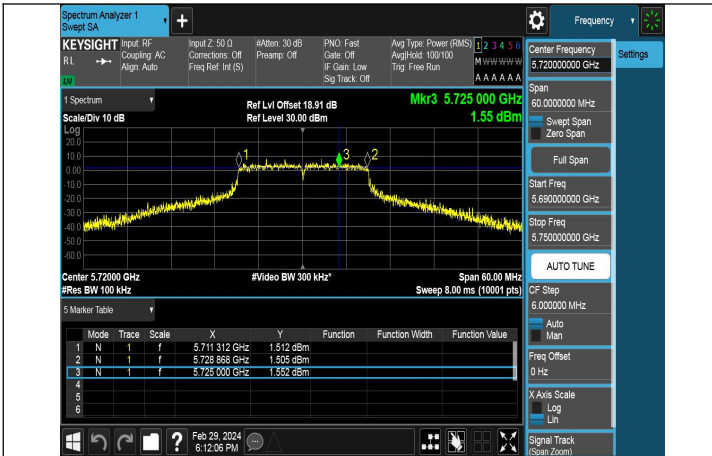 Spectrum Analyzer 1
Swept SA
Frequency
KEYSIGHT
RL
Input: RF
Coupling: AC
Align: Auto
Input Z: 50 Ω
Corrections: Off
Freq Ref: Int (S)
#Atten: 30 dB
Preamp: Off
PNO: Fast
Gate: Off
IF Gain: Low
Sig Track: Off
Avg Type: Power (RMS)
Avg|Hold: 100/100
Trig: Free Run
1 2 3 4 5 6
M W W W W W
A A A A A A
LXI
1 Spectrum
Scale/Div 10 dB
Ref Lvl Offset 18.91 dB
Ref Level 30.00 dBm
Mkr3 5.725 000 GHz
1.55 dBm
Log
20.0
10.0
0.00
-10.0
-20.0
-30.0
-40.0
-50.0
-60.0
1
3
2
Center 5.72000 GHz
#Video BW 300 kHz*
Span 60.00 MHz
#Res BW 100 kHz
Sweep 8.00 ms (10001 pts)
5 Marker Table
Mode Trace Scale X Y Function Function Width Function Value
1 N 1 f 5.711 312 GHz 1.512 dBm
2 N 1 f 5.728 868 GHz 1.505 dBm
3 N 1 f 5.725 000 GHz 1.552 dBm
4
5
6
?
Feb 29, 2024
6:12:06 PM
Center Frequency
5.720000000 GHz
Settings
Span
60.0000000 MHz
Swept Span
Zero Span
Full Span
Start Freq
5.690000000 GHz
Stop Freq
5.750000000 GHz
AUTO TUNE
CF Step
6.000000 MHz
Auto
Man
Freq Offset
0 Hz
X Axis Scale
Log
Lin
Signal Track
(Span Zoom)